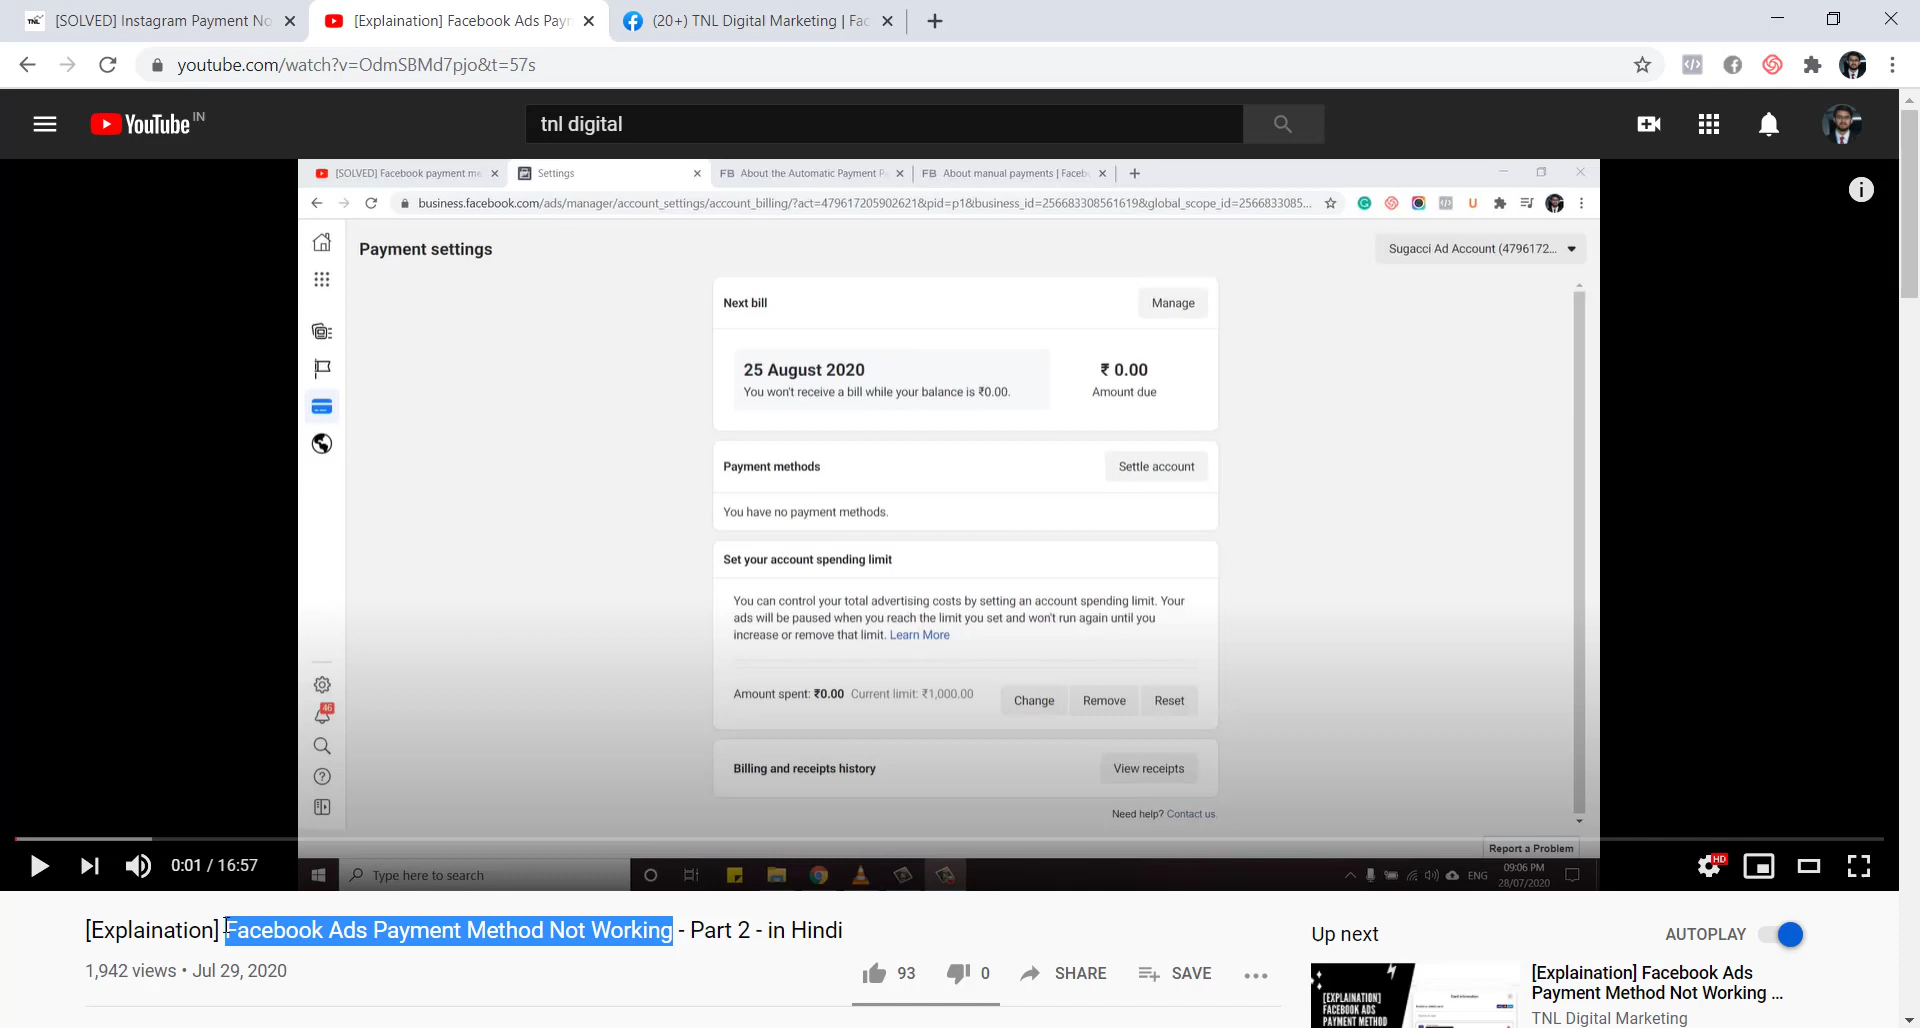 [SOLVED] Instagram Payment No
[Explaination] Facebook Ads Payn
(20+) TNL Digital Marketing | Fac
youtube.com/watch?v=OdmSBMd7pjo&t=57s
YouTube IN
tnl digital
[SOLVED] Facebook payment me
Settings
FB About the Automatic Payment P
FB About manual payments | Faceb
business.facebook.com/ads/manager/account_settings/account_billing/?act=479617205902621&pid=p1&business_id=256683308561619&global_scope_id=2566833085...
Payment settings
Sugacci Ad Account (4796172...
Next bill
Manage
25 August 2020
₹ 0.00
You won't receive a bill while your balance is ₹0.00.
Amount due
Payment methods
Settle account
You have no payment methods.
Set your account spending limit
You can control your total advertising costs by setting an account spending limit. Your
ads will be paused when you reach the limit you set and won't run again until you
increase or remove that limit. Learn More
Amount spent: ₹0.00 Current limit: ₹1,000.00
Change
Remove
Reset
46
Billing and receipts history
View receipts
Need help? Contact us.
Report a Problem
0:01 / 16:57
HD
Type here to search
ENG
09:06 PM
28/07/2020
[Explaination] Facebook Ads Payment Method Not Working - Part 2 - in Hindi
1,942 views • Jul 29, 2020
93
0
SHARE
SAVE
Up next
AUTOPLAY
[EXPLAINATION]
FACEBOOK ADS
PAYMENT METHOD
[Explaination] Facebook Ads
Payment Method Not Working ...
TNL Digital Marketing